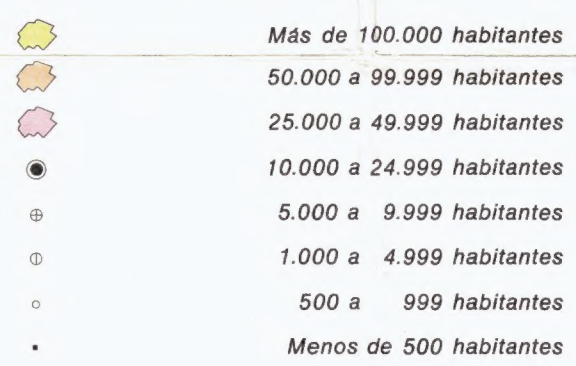 Más de 100.000 habitantes
50.000 a 99.999 habitantes
25.000 a 49.999 habitantes
10.000 a 24.999 habitantes
5.000 a 9.999 habitantes
1.000 a 4.999 habitantes
500 a 999 habitantes
Menos de 500 habitantes